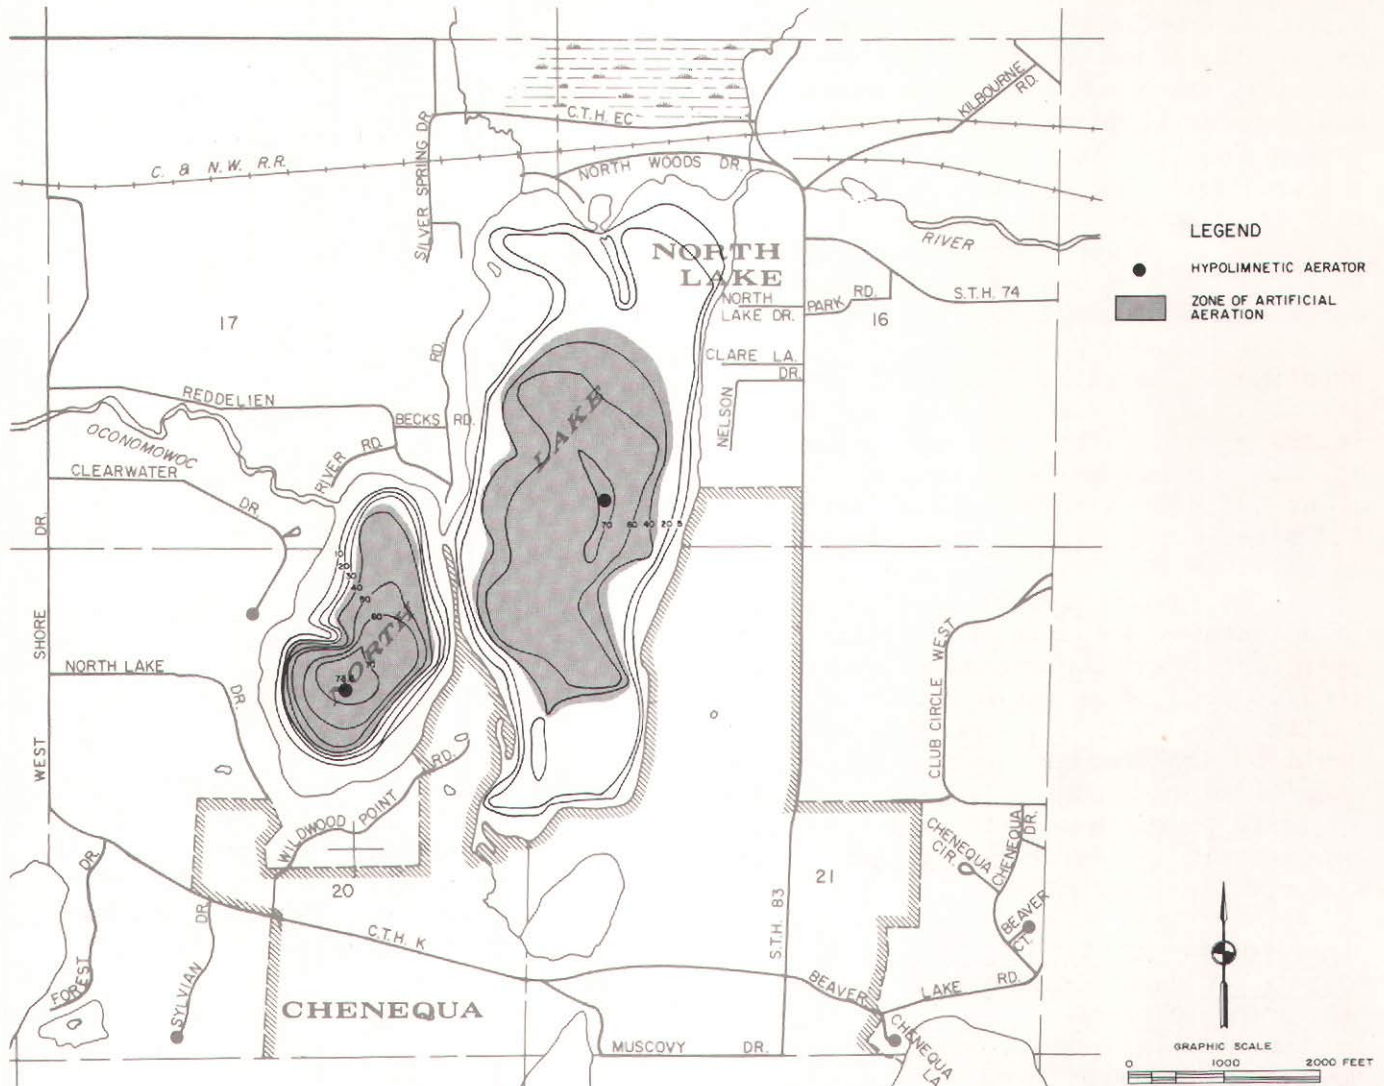 KILBOURNE
RD.
C.T.H. EC
C. & N.W. R.R.
NORTH WOODS DR.
SILVER SPRING DR.
RIVER
NORTH
LAKE
NORTH
LAKE DR.
PARK RD.
S.T.H. 74
16
17
CLARE LA.
DR.
NELSON
RD.
REDDELIEN
BECKS RD.
OCONOMOWOC
RIVER RD.
CLEARWATER
DR.
LAKE
70 60 40 20 5
10
20
30
40
50
60
70
NORTH
WEST SHORE DR.
NORTH LAKE
DR.
CLUB CIRCLE WEST
WILDWOOD POINT RD.
20
21
CHENEQUA
CIR.
CHENEQUA
DR.
BEAVER
CT.
S.T.H. 83
C.T.H. K
FOREST DR.
SYLVIAN DR.
CHENEQUA
BEAVER LAKE RD.
CHENEQUA
LA.
MUSCOVY DR.
LEGEND
HYPOLIMNETIC AERATOR
ZONE OF ARTIFICIAL
AERATION
GRAPHIC SCALE
0 1000 2000 FEET